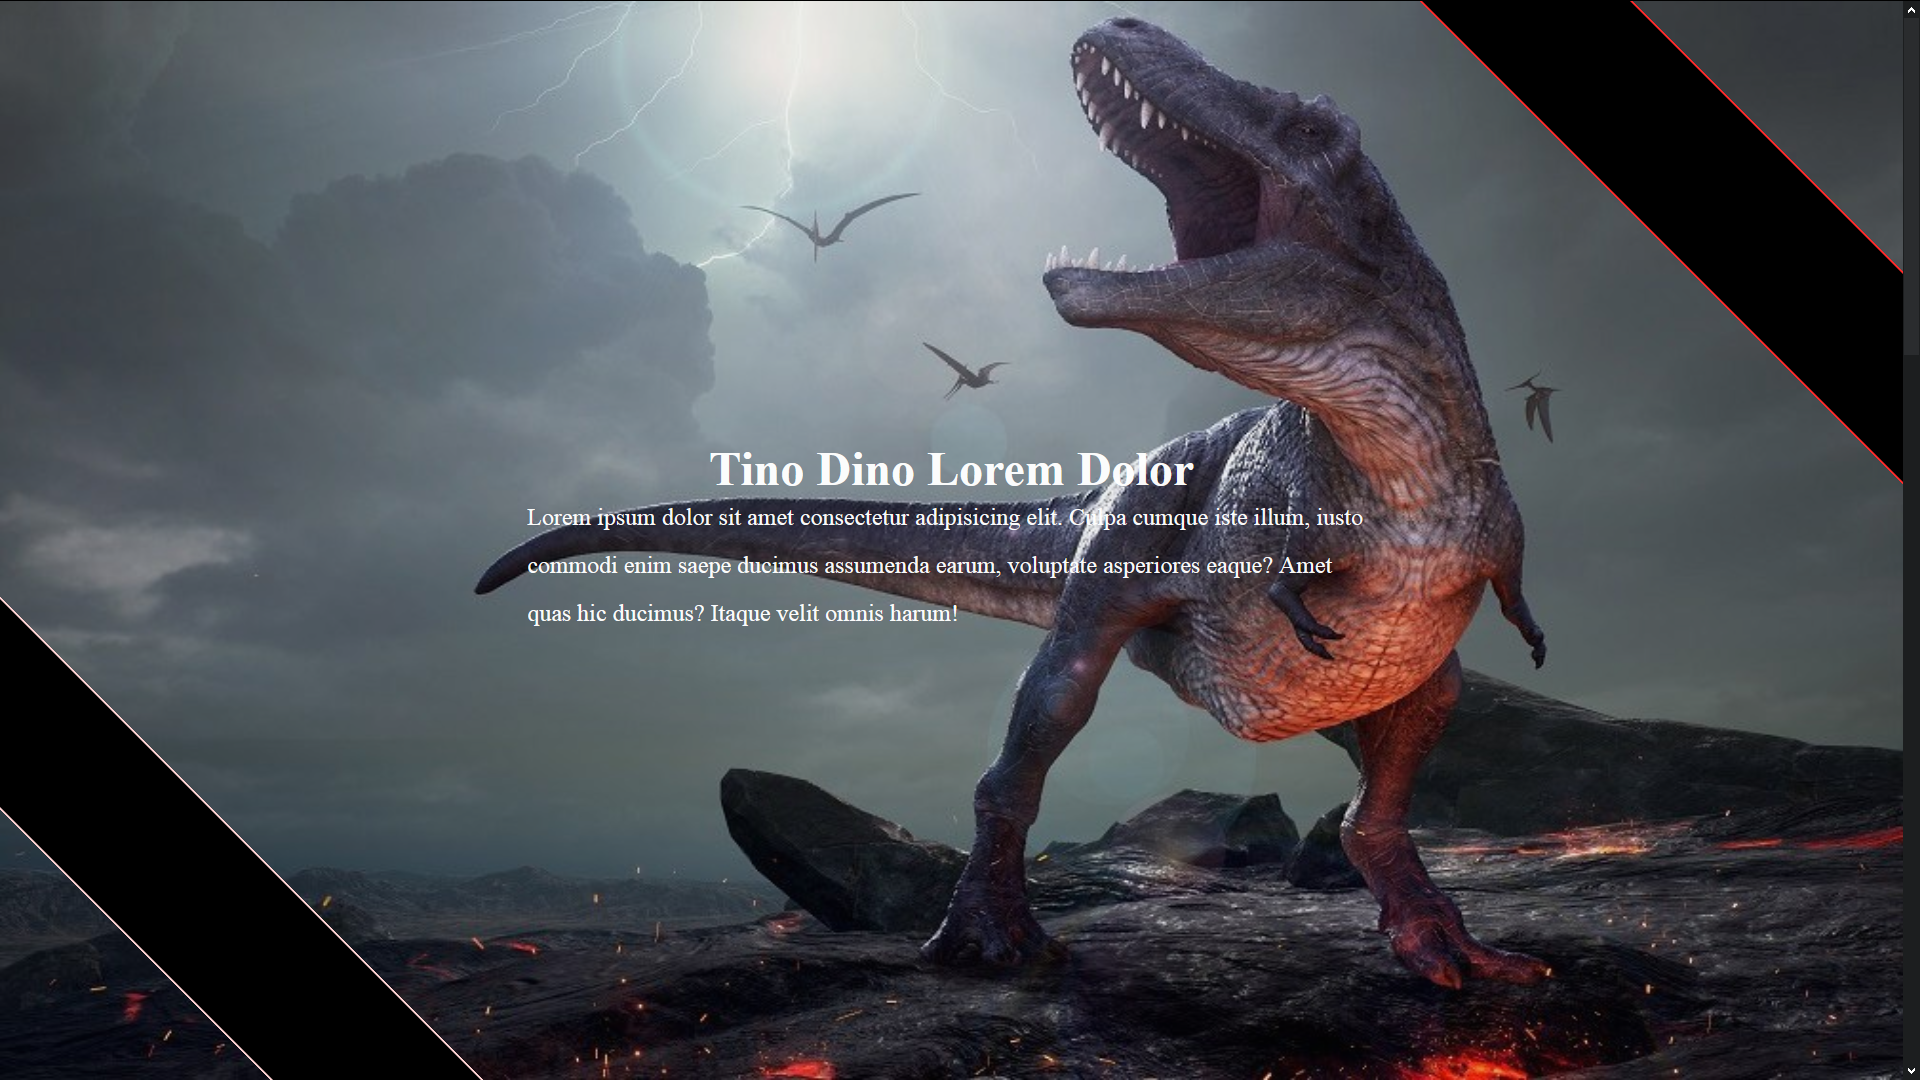 Tino Dino Lorem Dolor
Lorem ipsum dolor sit amet consectetur adipisicing elit. Culpa cumque iste illum, iusto
commodi enim saepe ducimus assumenda earum, voluptate asperiores eaque? Amet
quas hic ducimus? Itaque velit omnis harum!